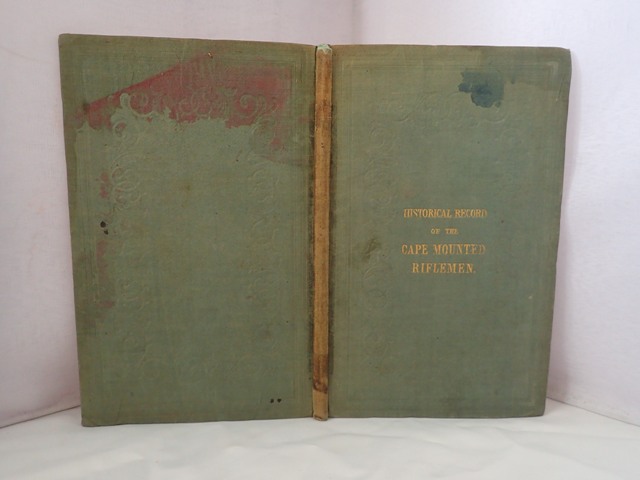 HISTORICAL RECORD
OF THE
CAPE MOUNTED
RIFLEMEN.